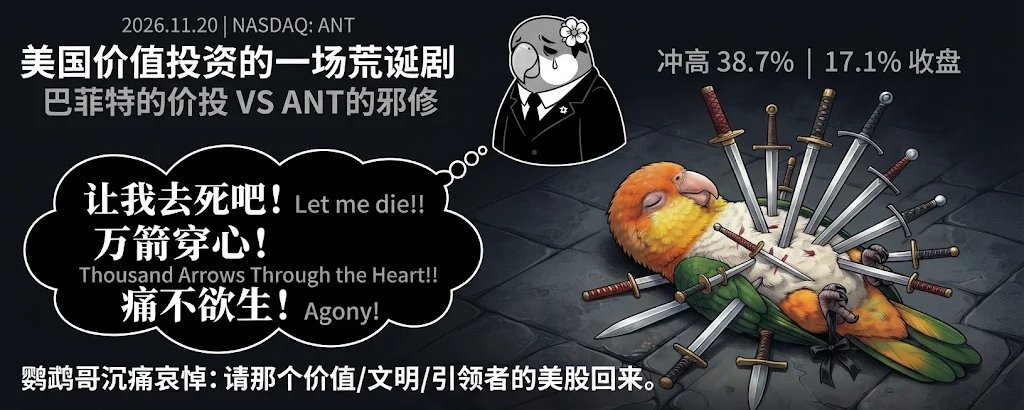 2026.11.20 | NASDAQ: ANT
美国价值投资的一场荒诞剧
巴菲特的价投 VS ANT的邪修
冲高 38.7% | 17.1% 收盘
让我去死吧！ Let me die!!
万箭穿心！
Thousand Arrows Through the Heart!!
痛不欲生！ Agony!
鹦鹉哥沉痛哀悼：请那个价值/文明/引领者的美股回来。